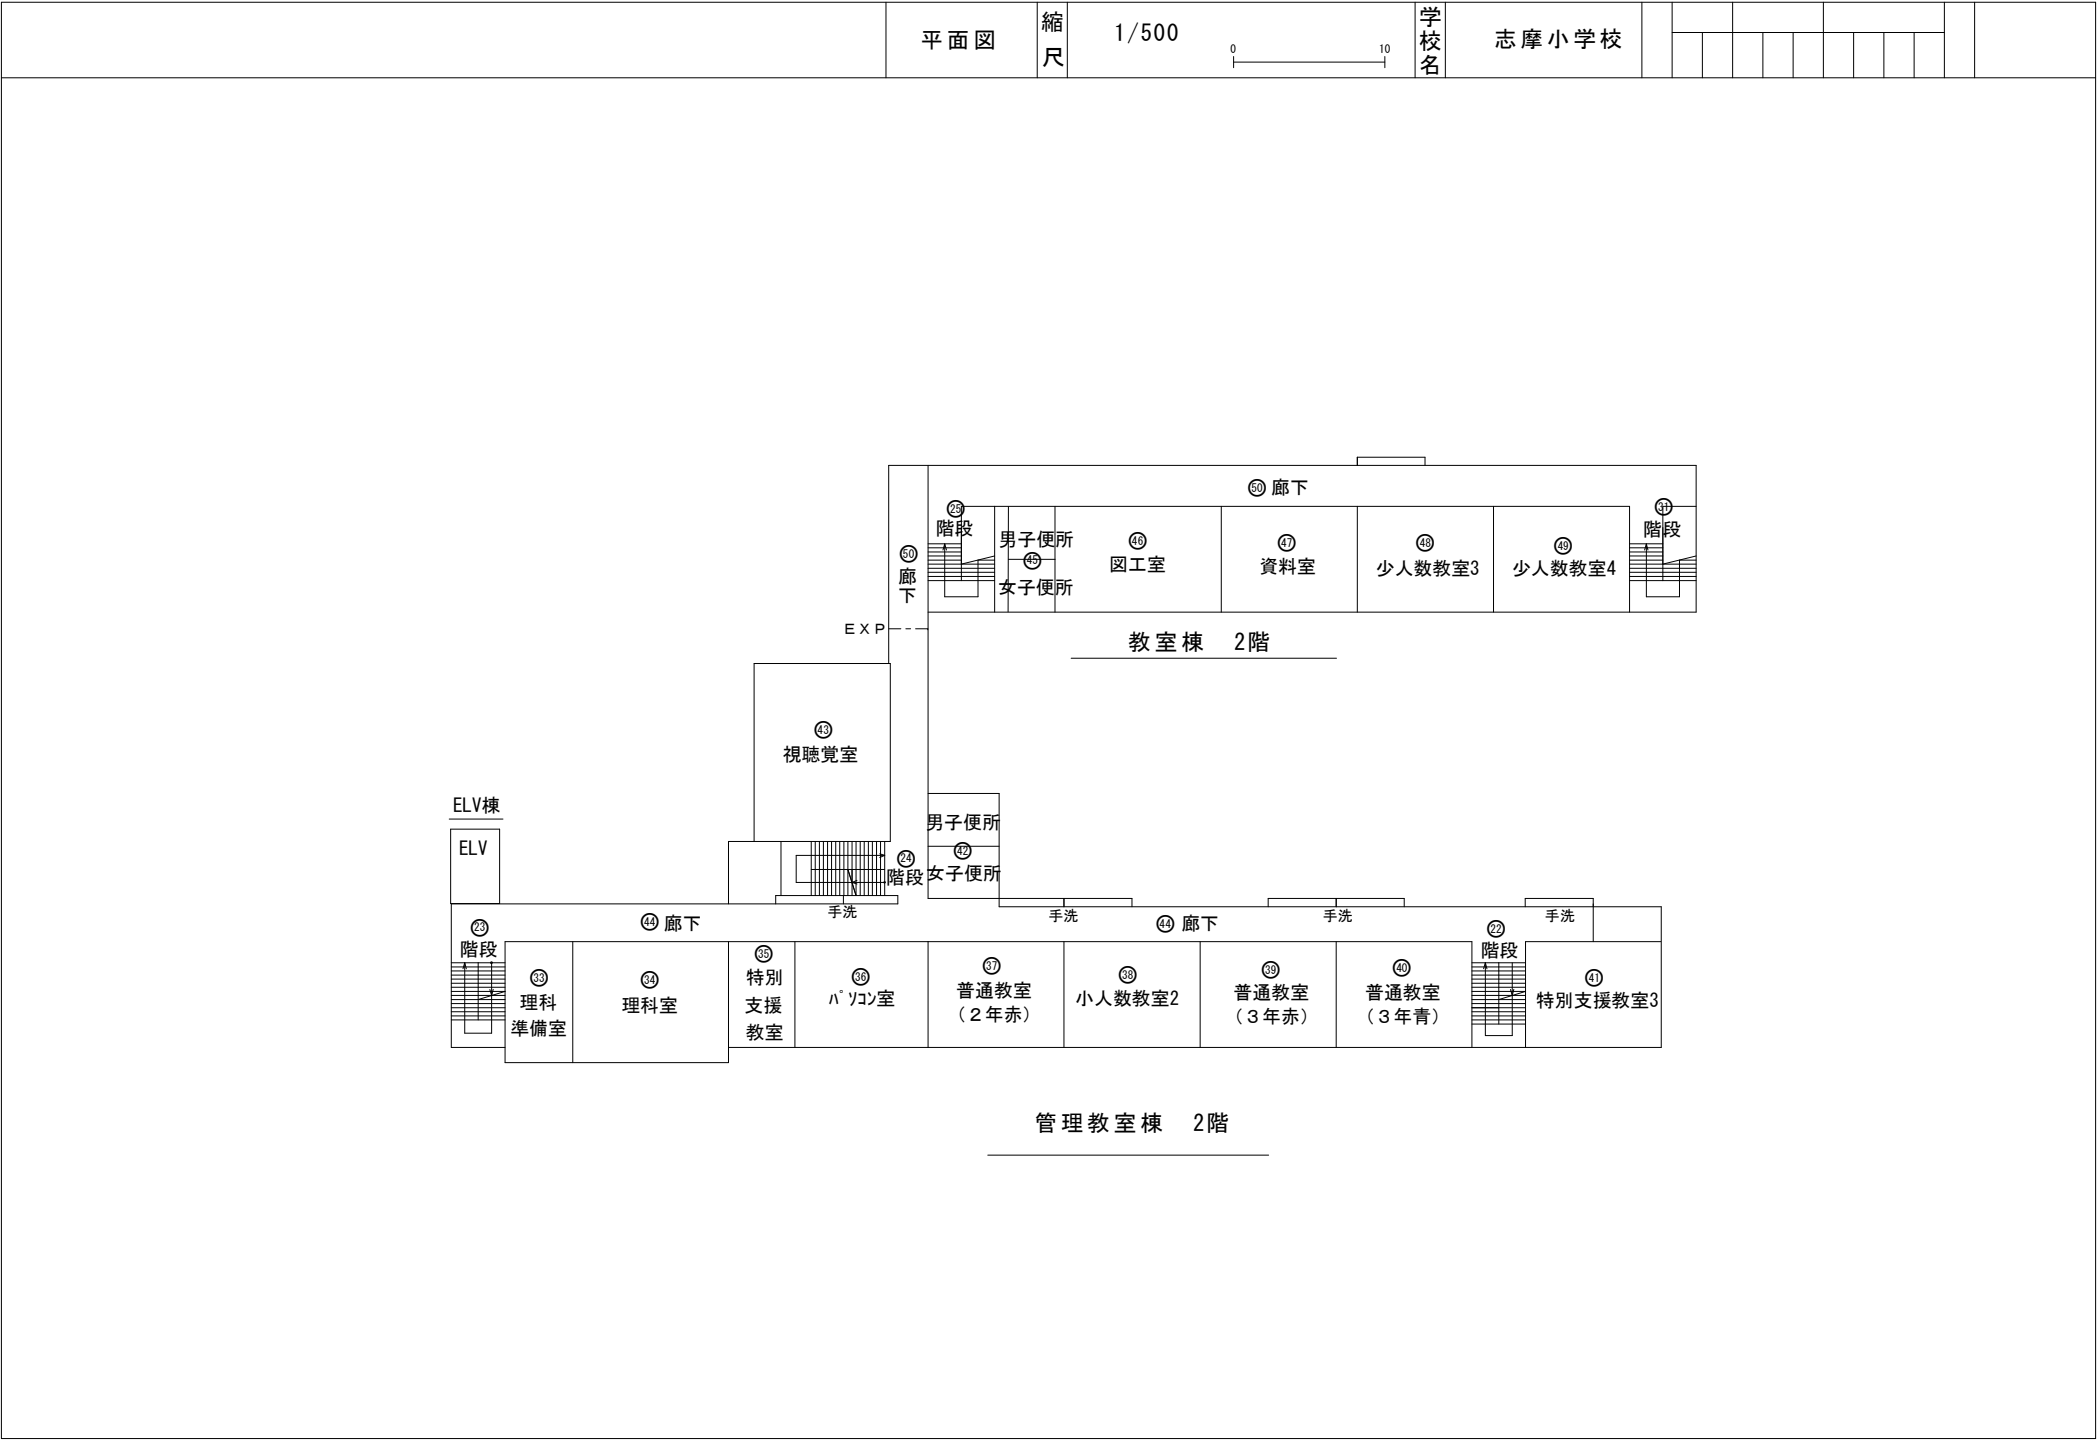 平面図
縮尺
1/500
0 10
学校名
志摩小学校
㊿ 廊下
㉕
階段
男子便所
㊺
女子便所
㊻
図工室
㊼
資料室
㊽
少人数教室3
㊾
少人数教室4
㉛
階段
㊿
廊下
EXP
教室棟 2階
㊸
視聴覚室
ELV棟
ELV
男子便所
㊷
女子便所
㉔
階段
手洗
手洗
手洗
手洗
㊹ 廊下
㊹ 廊下
㉓
階段
㉝
理科
準備室
㉞
理科室
㉟
特別
支援
教室
㊱
パソコン室
㊲
普通教室
(2年赤)
㊳
小人数教室2
㊴
普通教室
(3年赤)
㊵
普通教室
(3年青)
㉒
階段
㊶
特別支援教室3
管理教室棟 2階